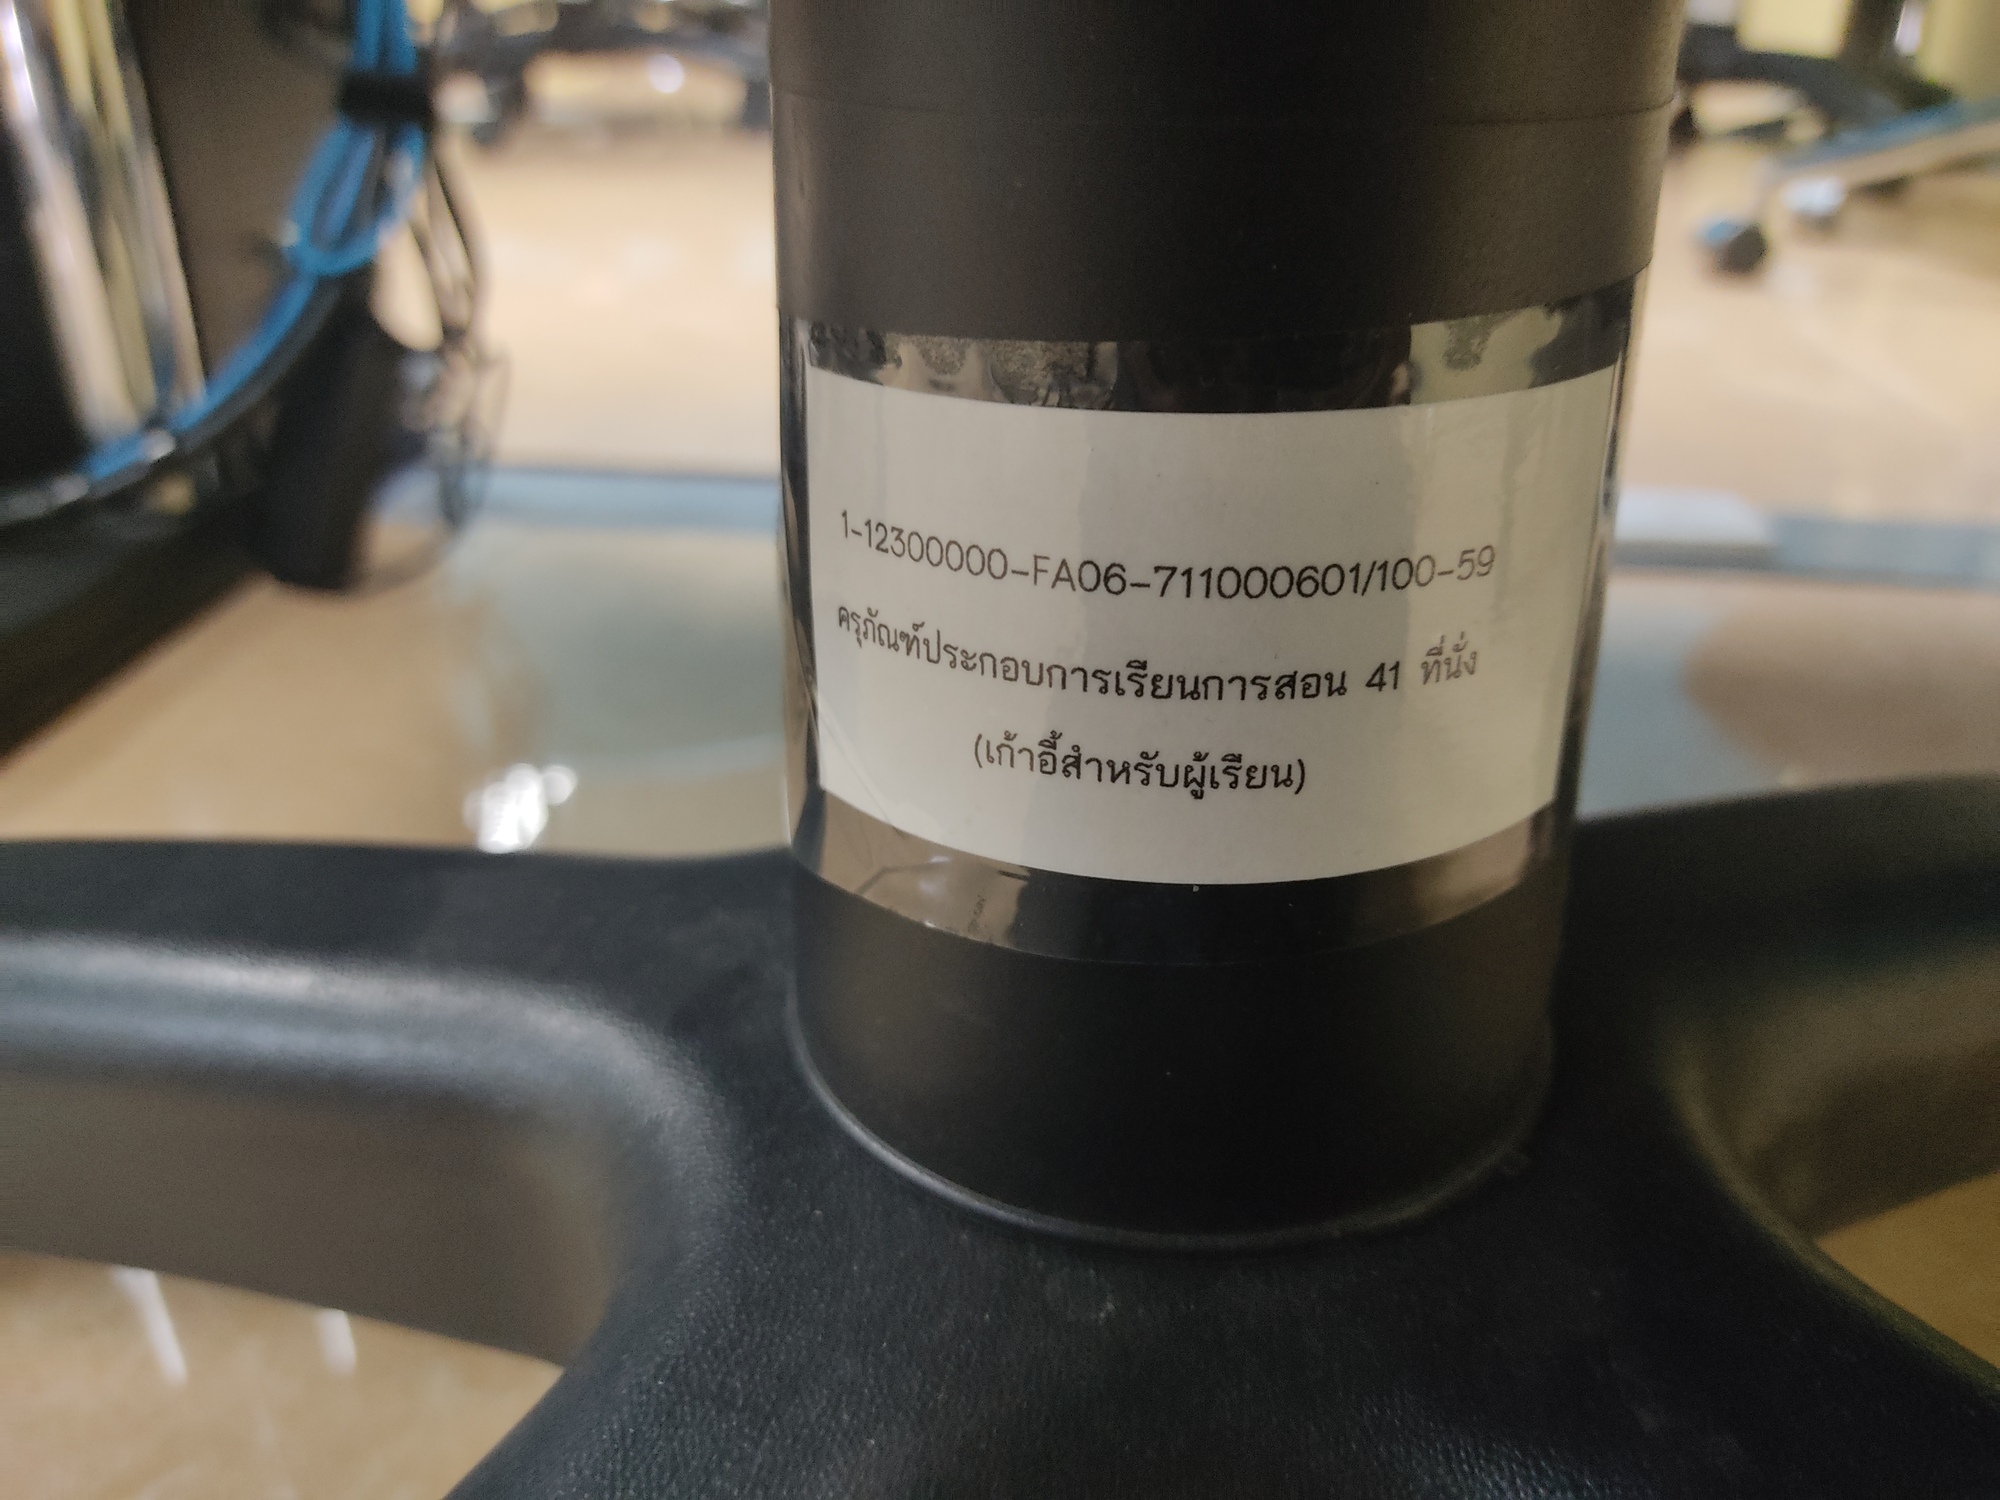 1-12300000-FA06-711000601/100-59
ครุภัณฑ์ประกอบการเรียนการสอน 41 ที่นั่ง
(เก้าอี้สำหรับผู้เรียน)